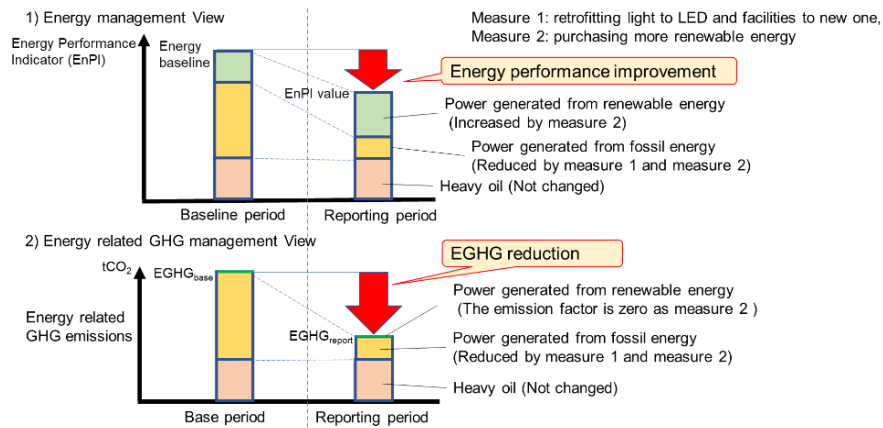 1) Energy management View
Measure 1: retrofitting light to LED and facilities to new one,
Measure 2: purchasing more renewable energy
Energy Performance
Indicator (EnPI)
Energy
baseline
EnPI value
Energy performance improvement
Power generated from renewable energy
(Increased by measure 2)
Power generated from fossil energy
(Reduced by measure 1 and measure 2)
Heavy oil (Not changed)
Baseline period
Reporting period
2) Energy related GHG management View
tCO2
EGHGbase
EGHG reduction
Energy related
GHG emissions
EGHGreport
Power generated from renewable energy
(The emission factor is zero as measure 2 )
Power generated from fossil energy
(Reduced by measure 1 and measure 2)
Heavy oil (Not changed)
Base period
Reporting period